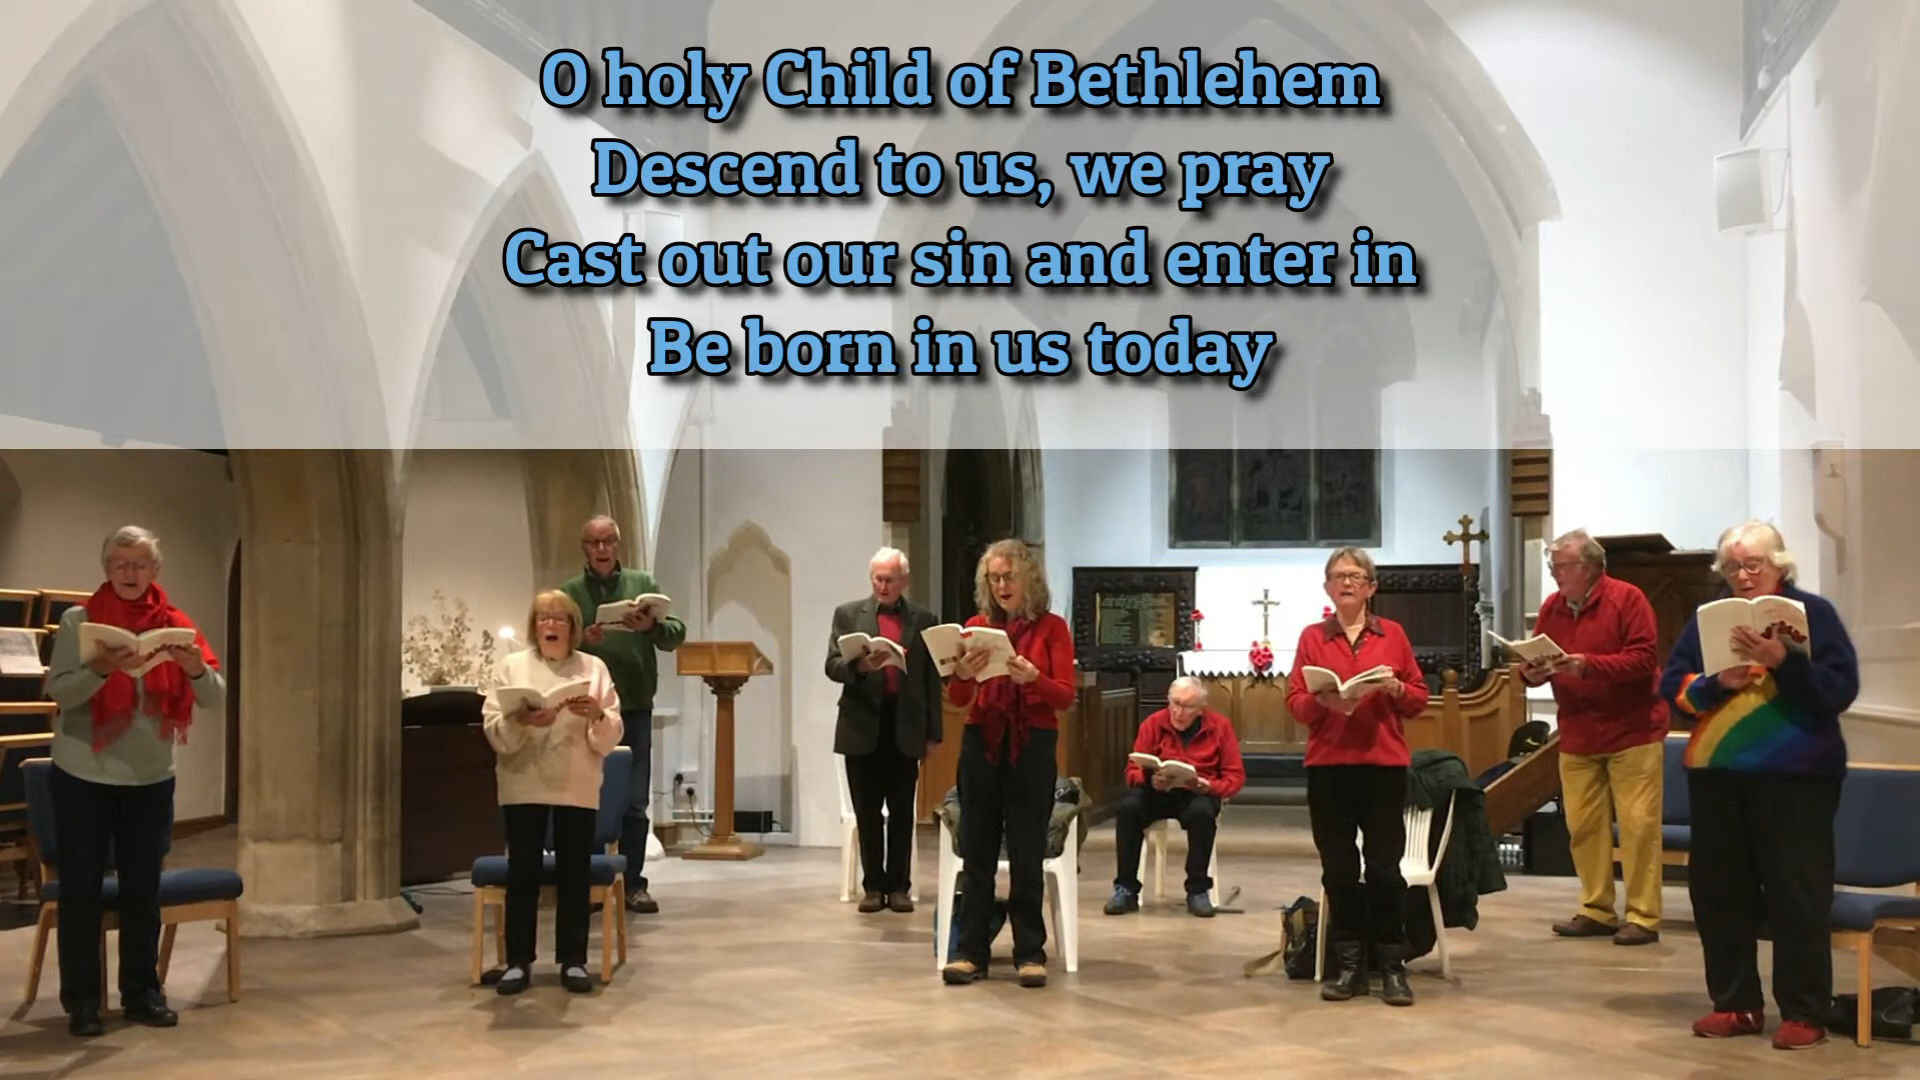 O holy Child of Bethlehem
Descend to us, we pray
Cast out our sin and enter in
Be born in us today